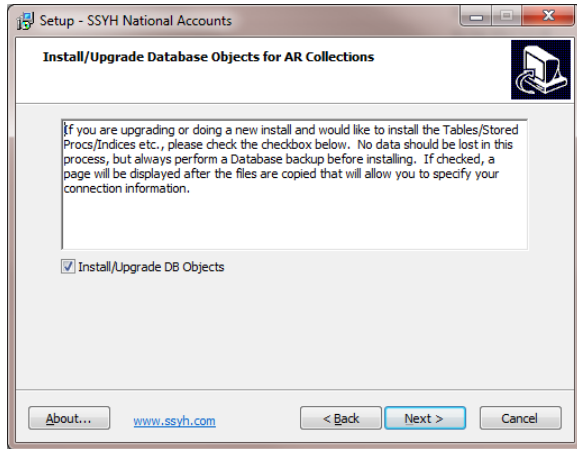 Setup - SSYH National Accounts
Install/Upgrade Database Objects for AR Collections
If you are upgrading or doing a new install and would like to install the Tables/Stored
Procs/Indices etc., please check the checkbox below.  No data should be lost in this
process, but always perform a Database backup before installing.  If checked, a
page will be displayed after the files are copied that will allow you to specify your
connection information.
Install/Upgrade DB Objects
About... www.ssyh.com < Back Next > Cancel